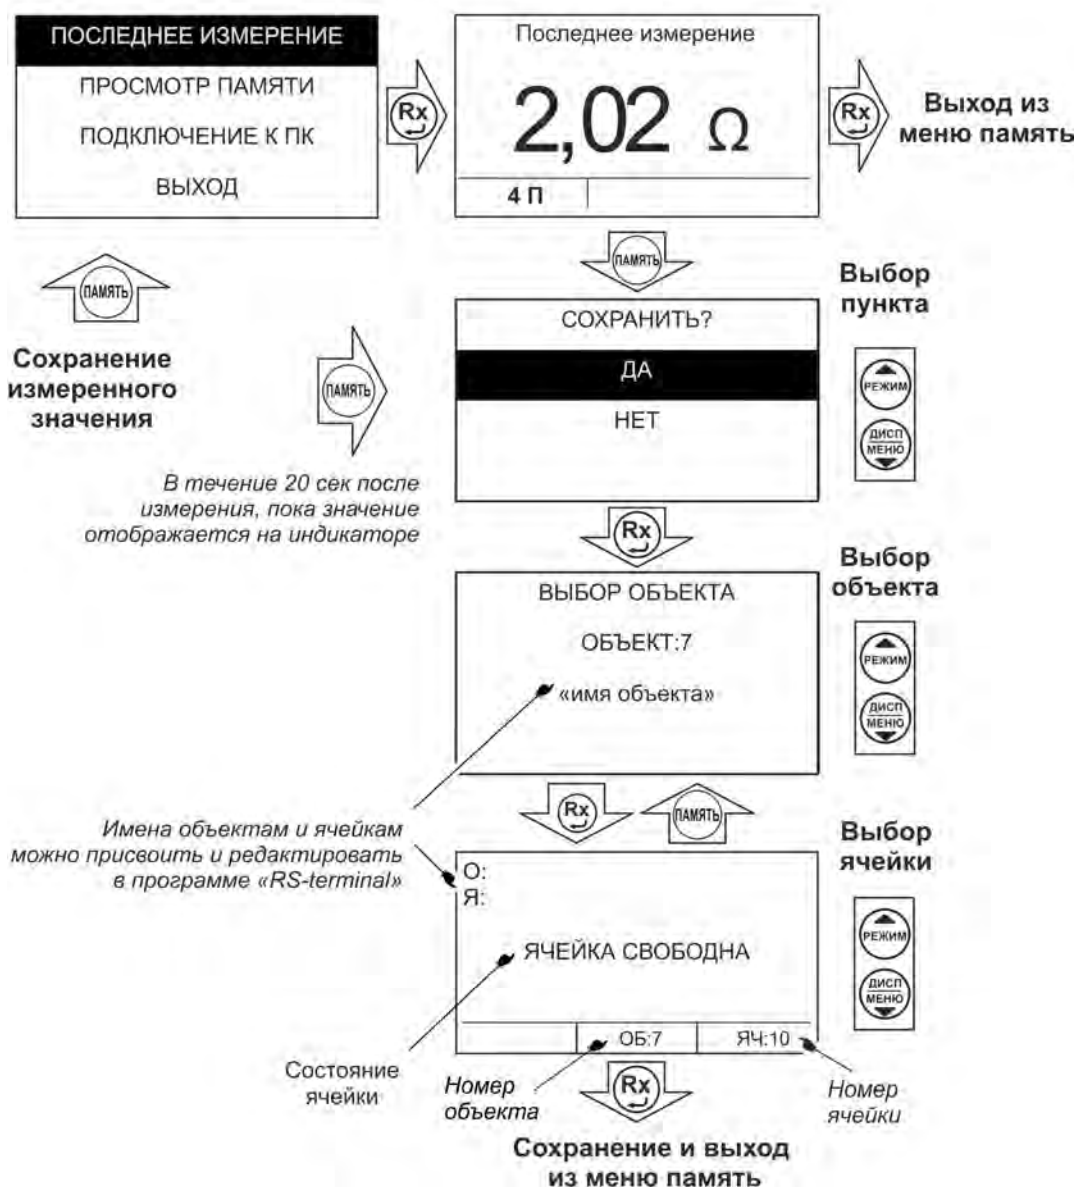 ПОСЛЕДНЕЕ ИЗМЕРЕНИЕ
ПРОСМОТР ПАМЯТИ
ПОДКЛЮЧЕНИЕ К ПК
ВЫХОД
Rx
Последнее измерение
2,02 Ω
4 П
Rx
Выход из
меню память
ПАМЯТЬ
Сохранение
измеренного
значения
ПАМЯТЬ
ПАМЯТЬ
В течение 20 сек после
измерения, пока значение
отображается на индикаторе
СОХРАНИТЬ?
ДА
НЕТ
Выбор
пункта
РЕЖИМ
ДИСП
МЕНЮ
Rx
ВЫБОР ОБЪЕКТА
ОБЪЕКТ:7
«имя объекта»
Выбор
объекта
РЕЖИМ
ДИСП
МЕНЮ
Rx
ПАМЯТЬ
Имена объектам и ячейкам
можно присвоить и редактировать
в программе «RS-terminal»
О:
Я:
ЯЧЕЙКА СВОБОДНА
ОБ:7
ЯЧ:10
Выбор
ячейки
РЕЖИМ
ДИСП
МЕНЮ
Состояние
ячейки
Номер
объекта
Rx
Номер
ячейки
Сохранение и выход
из меню память